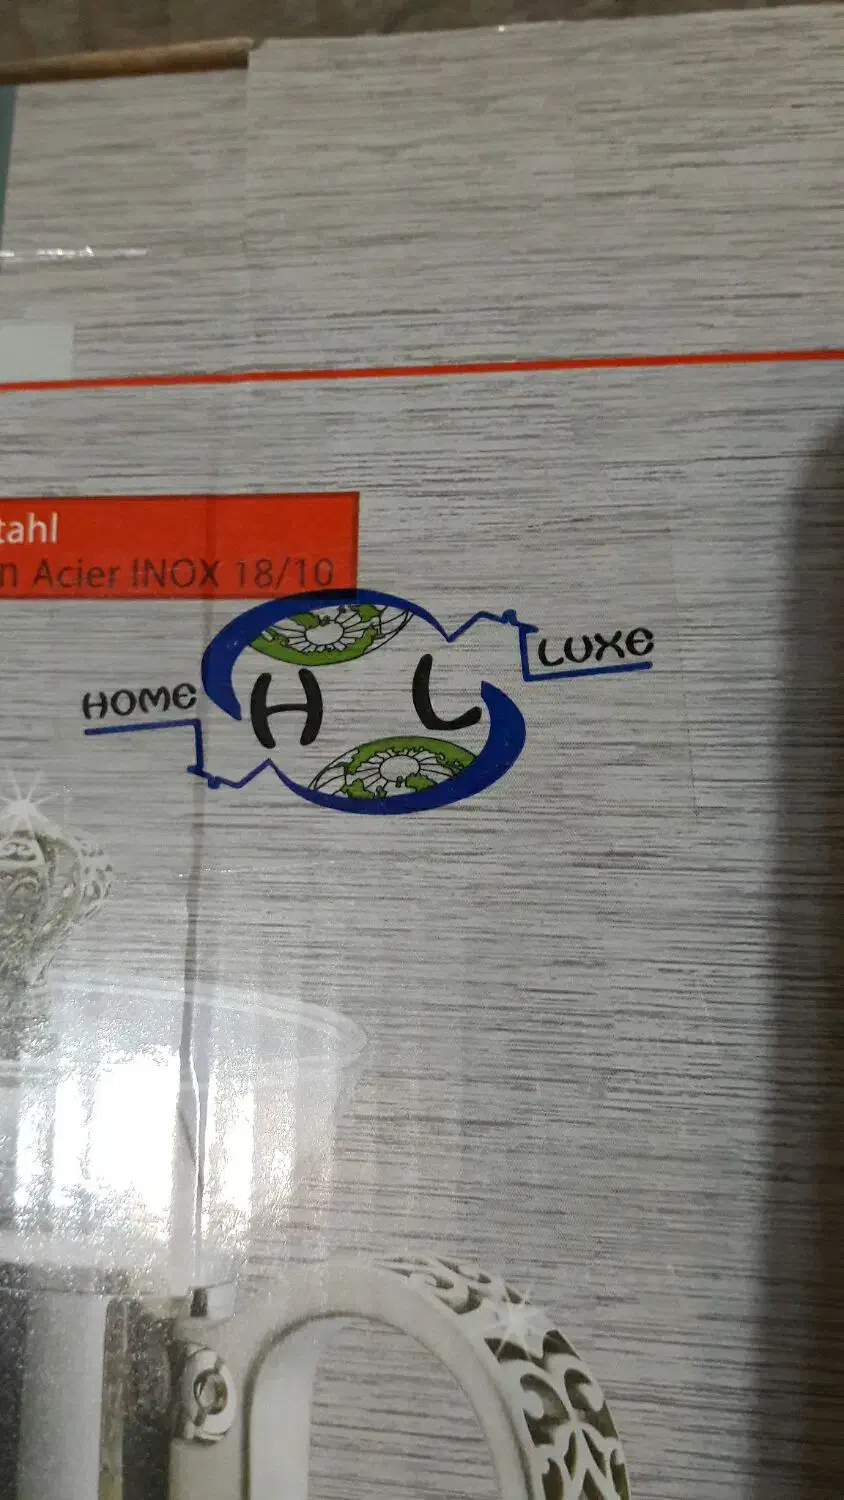 tahl
n Acier INOX 18/10
LUXE
HOME
H L